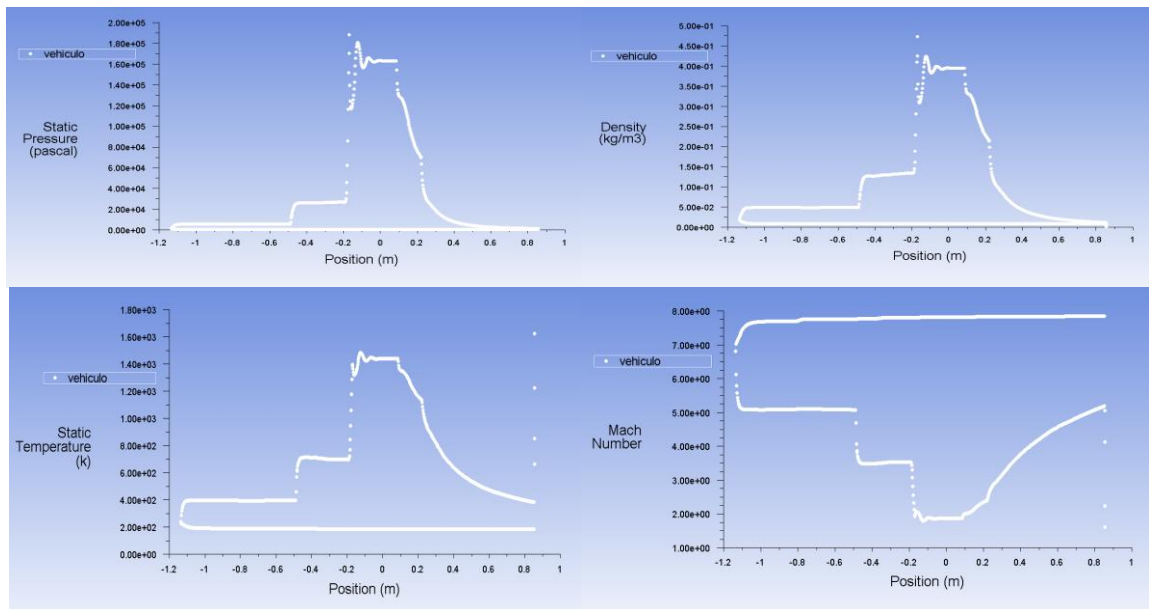 2.00e+05
1.80e+05
1.60e+05
1.40e+05
1.20e+05
1.00e+05
8.00e+04
6.00e+04
4.00e+04
2.00e+04
0.00e+00
vehiculo
Static
Pressure
(pascal)
-1.2 -1 -0.8 -0.6 -0.4 -0.2 0 0.2 0.4 0.6 0.8 1
Position (m)
5.00e-01
4.50e-01
4.00e-01
3.50e-01
3.00e-01
2.50e-01
2.00e-01
1.50e-01
1.00e-01
5.00e-02
0.00e+00
vehiculo
Density
(kg/m3)
-1.2 -1 -0.8 -0.6 -0.4 -0.2 0 0.2 0.4 0.6 0.8 1
Position (m)
1.80e+03
1.60e+03
1.40e+03
1.20e+03
1.00e+03
8.00e+02
6.00e+02
4.00e+02
2.00e+02
0.00e+00
vehiculo
Static
Temperature
(k)
-1.2 -1 -0.8 -0.6 -0.4 -0.2 0 0.2 0.4 0.6 0.8 1
Position (m)
8.00e+00
7.00e+00
6.00e+00
5.00e+00
4.00e+00
3.00e+00
2.00e+00
1.00e+00
vehiculo
Mach
Number
-1.2 -1 -0.8 -0.6 -0.4 -0.2 0 0.2 0.4 0.6 0.8 1
Position (m)